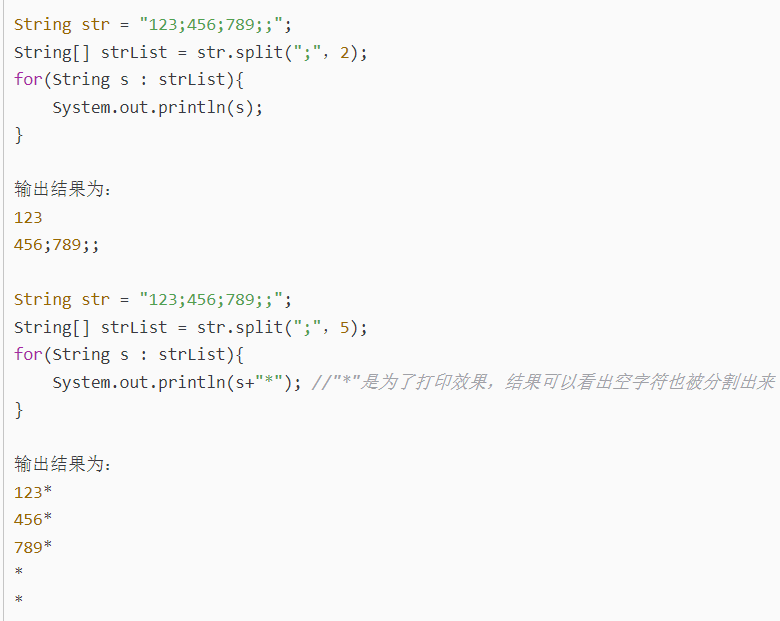 String str = "123;456;789;;";
String[] strList = str.split(";", 2);
for(String s : strList){
    System.out.println(s);
}

输出结果为:
123
456;789;;

String str = "123;456;789;;";
String[] strList = str.split(";", 5);
for(String s : strList){
    System.out.println(s+"*"); //"*"是为了打印效果，结果可以看出空字符也被分割出来
}

输出结果为:
123*
456*
789*
*
*